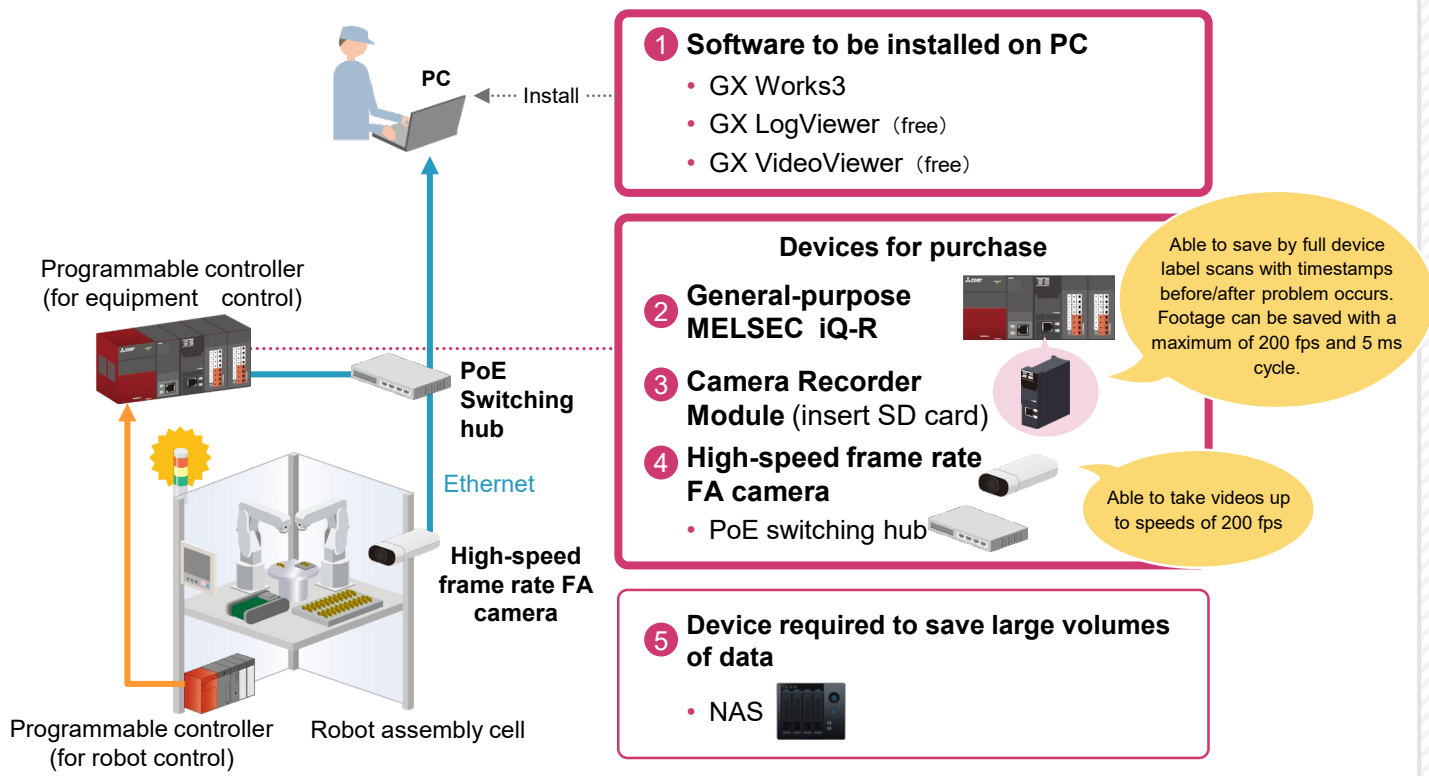 PC
Install
1 Software to be installed on PC
• GX Works3
• GX LogViewer（free）
• GX VideoViewer（free）
Programmable controller
(for equipment control)
PoE
Switching
hub
Ethernet
High-speed
frame rate FA
camera
Programmable controller
(for robot control)
Robot assembly cell
Devices for purchase
2 General-purpose
MELSEC iQ-R
3 Camera Recorder
Module (insert SD card)
4 High-speed frame rate
FA camera
• PoE switching hub
Able to save by full device
label scans with timestamps
before/after problem occurs.
Footage can be saved with a
maximum of 200 fps and 5 ms
cycle.
Able to take videos up
to speeds of 200 fps
5 Device required to save large volumes
of data
• NAS